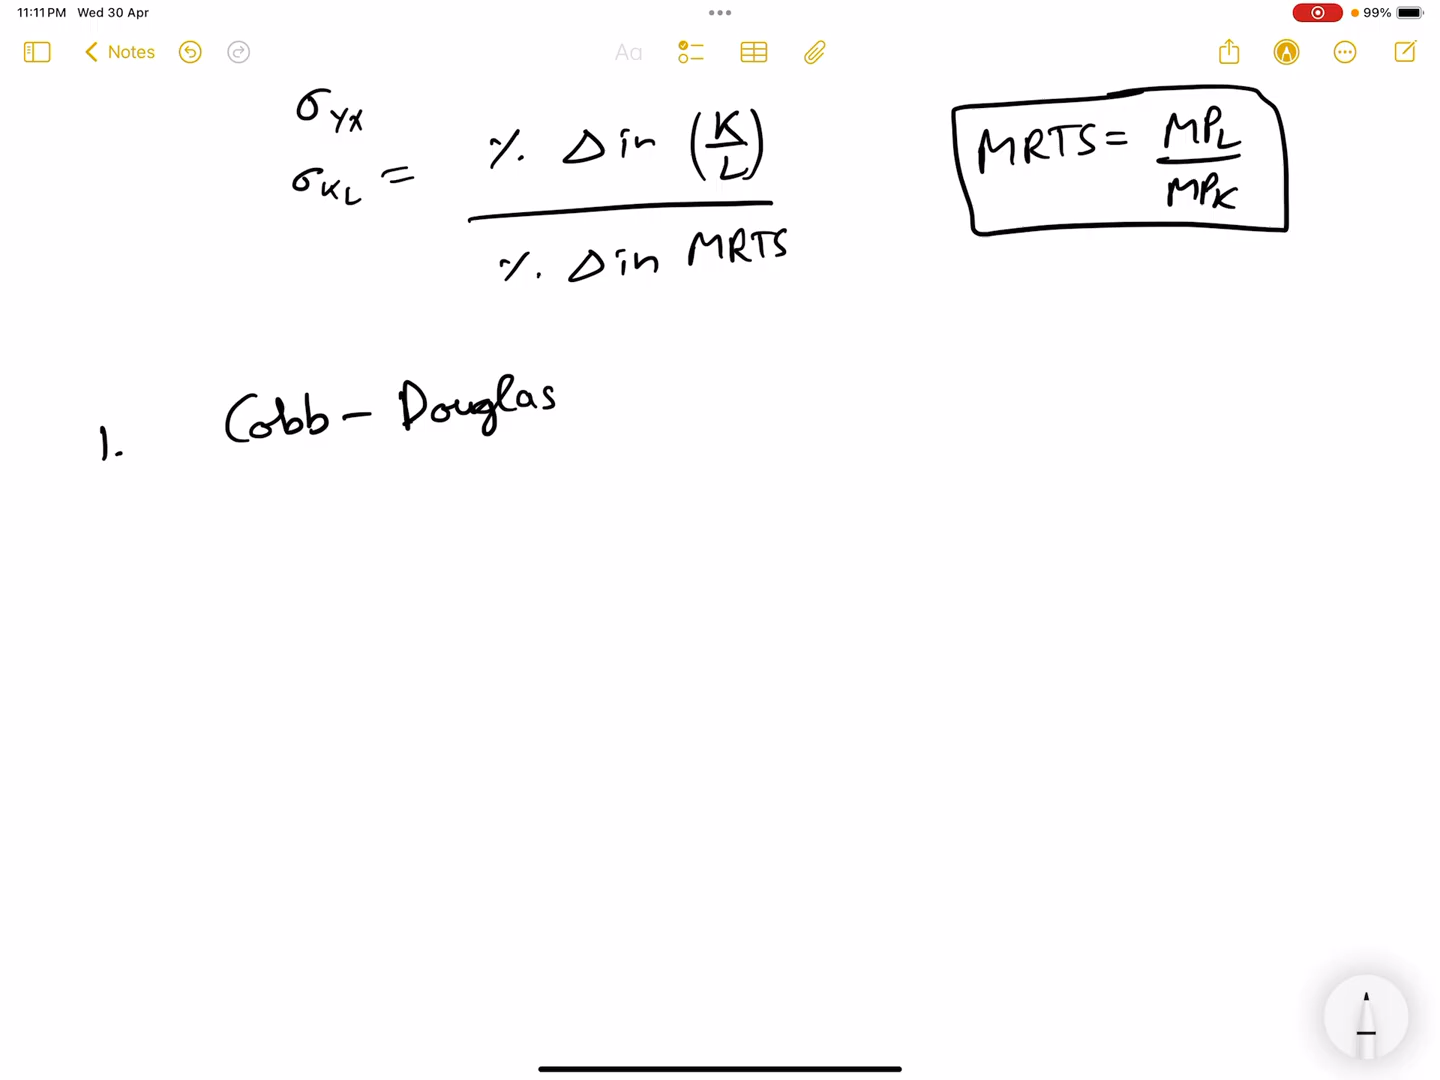 11:11 PM Wed 30 Apr
99%
Notes
Aa
σYX
σKL = % Δ in (K/L)
% Δ in MRTS
MRTS = MPL/MPK
1. Cobb - Douglas